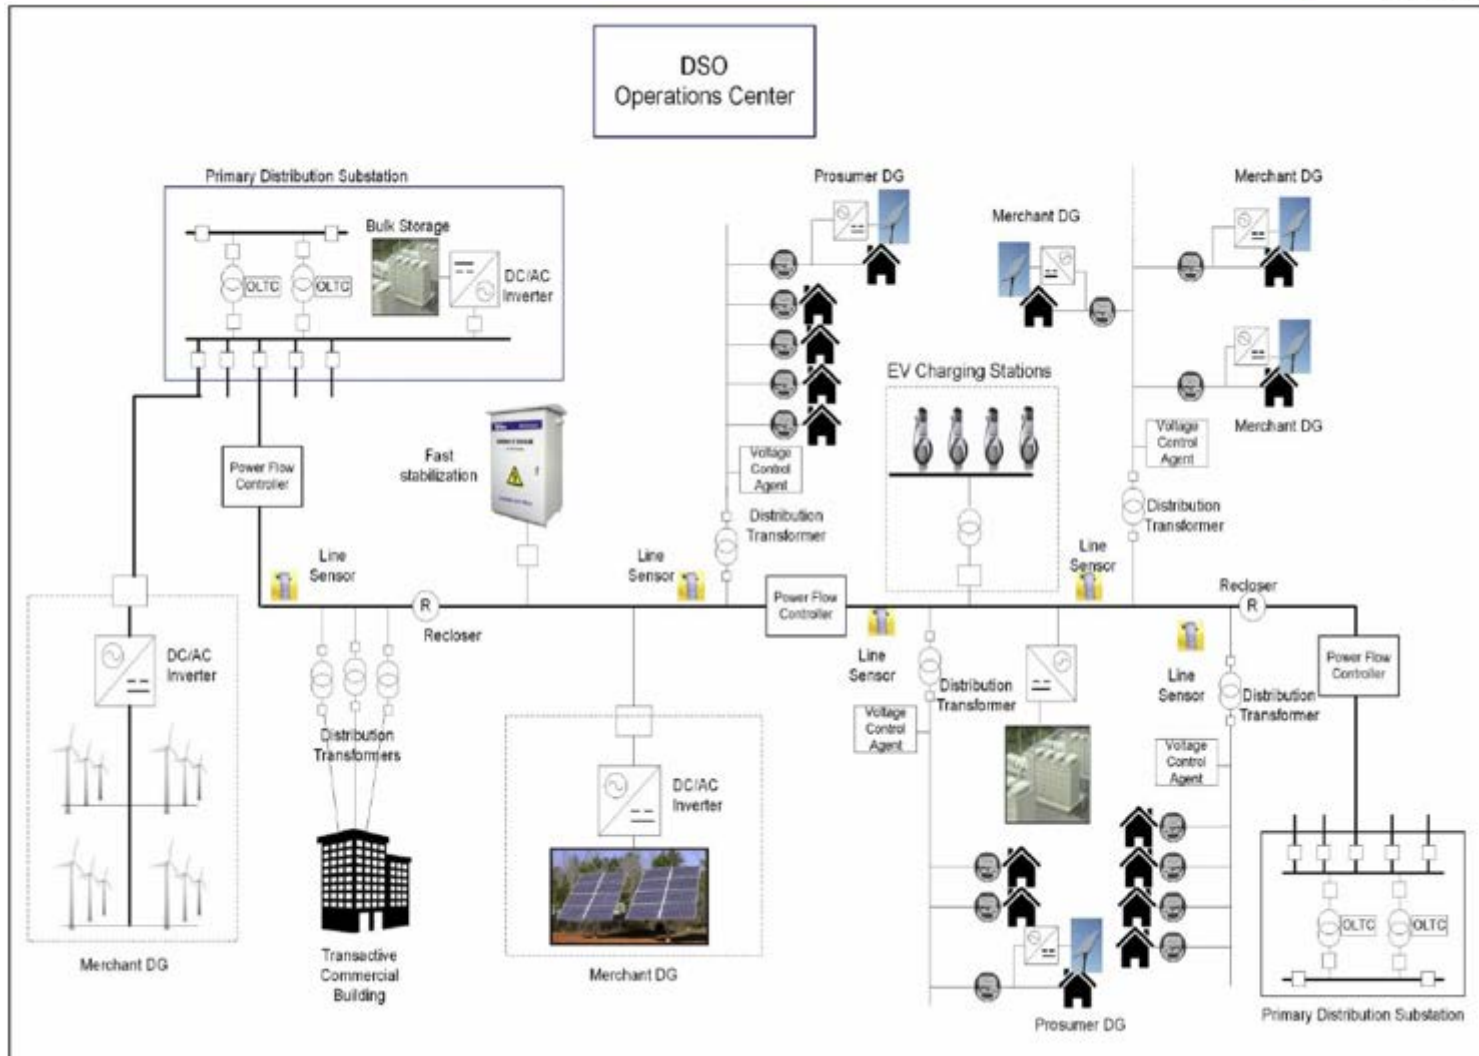 DSO
Operations Center
Primary Distribution Substation
Bulk Storage
OLTC
OLTC
DC/AC
Inverter
Prosumer DG
Merchant DG
Merchant DG
Merchant DG
EV Charging Stations
Power Flow
Controller
Fast
stabilization
Voltage
Control
Agent
Distribution
Transformer
Voltage
Control
Agent
Distribution
Transformer
Line
Sensor
Line
Sensor
Line
Sensor
Recloser
R
Recloser
Power Flow
Controller
R
DC/AC
Inverter
Distribution
Transformers
DC/AC
Inverter
Line
Sensor
Distribution
Transformer
Voltage
Control
Agent
Line
Sensor
Distribution
Transformer
Voltage
Control
Agent
Power Flow
Controller
OLTC
OLTC
Merchant DG
Transactive
Commercial
Building
Merchant DG
Prosumer DG
Primary Distribution Substation